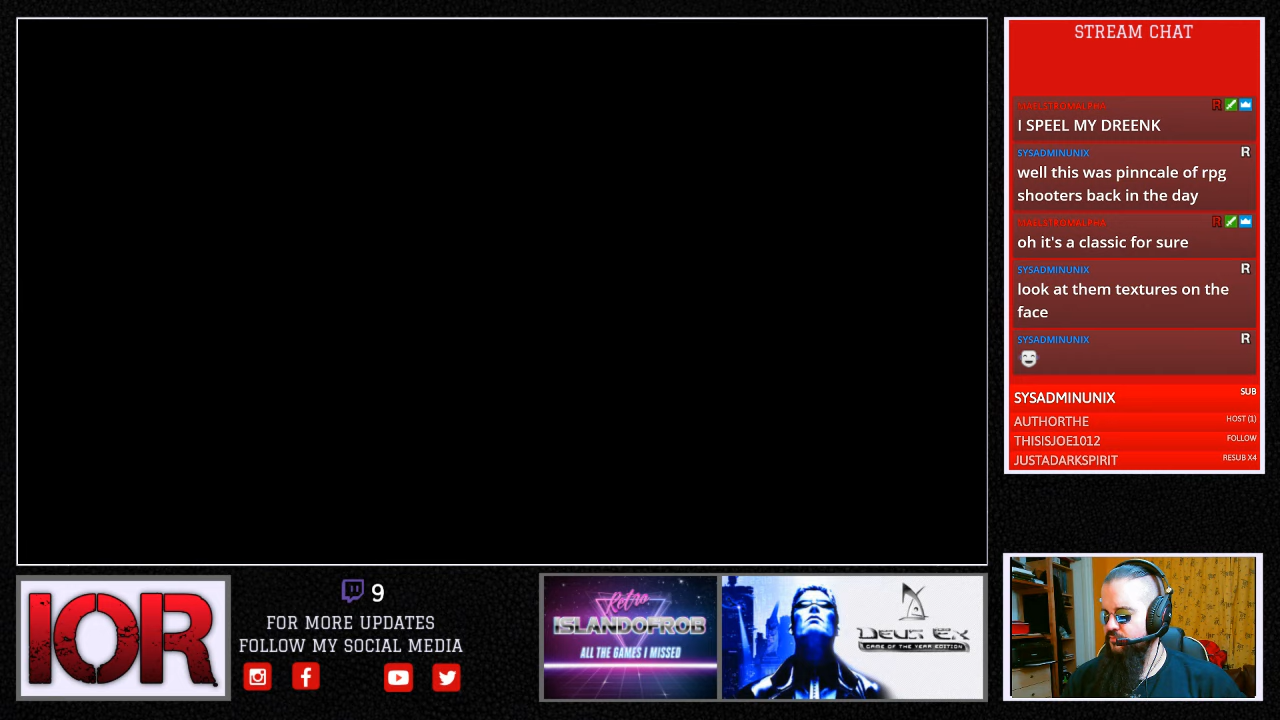 STREAM CHAT
MAELSTROMALPHA R
I SPEEL MY DREENK
SYSADMINUNIX R
well this was pinncale of rpg
shooters back in the day
MAELSTROMALPHA R
oh it's a classic for sure
SYSADMINUNIX R
look at them textures on the
face
SYSADMINUNIX R
SYSADMINUNIX SUB
AUTHORTHE HOST (1)
THISISJOE1012 FOLLOW
JUSTADARKSPIRIT RESUB X4
IOR
9
FOR MORE UPDATES
FOLLOW MY SOCIAL MEDIA
Retro
ISLANDOFROB
ALL THE GAMES I MISSED
DEUS EX
GAME OF THE YEAR EDITION